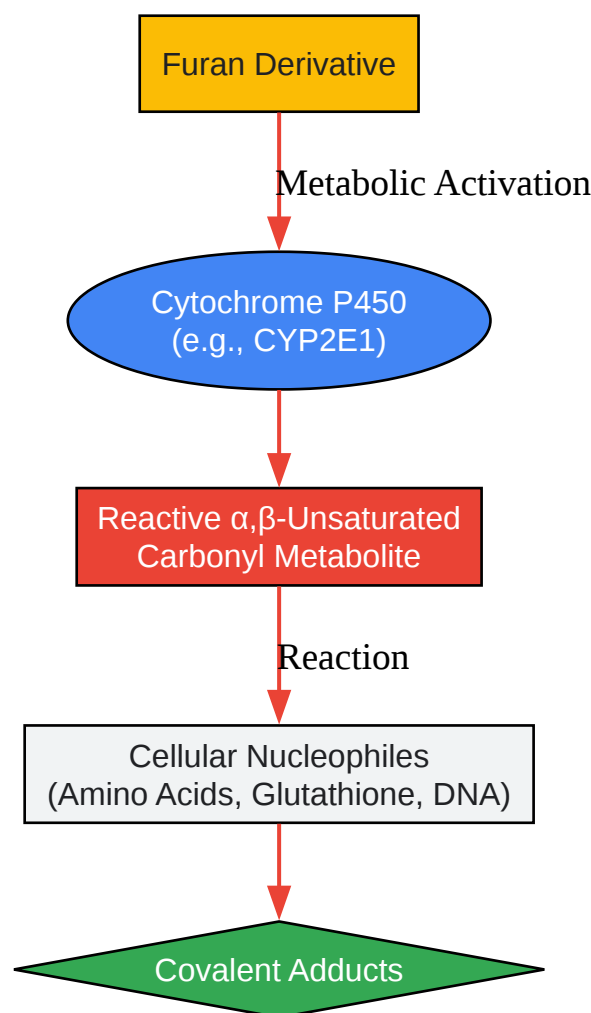 Furan Derivative
Metabolic Activation
Cytochrome P450
(e.g., CYP2E1)
Reactive α,β-Unsaturated
Carbonyl Metabolite
Reaction
Cellular Nucleophiles
(Amino Acids, Glutathione, DNA)
Covalent Adducts